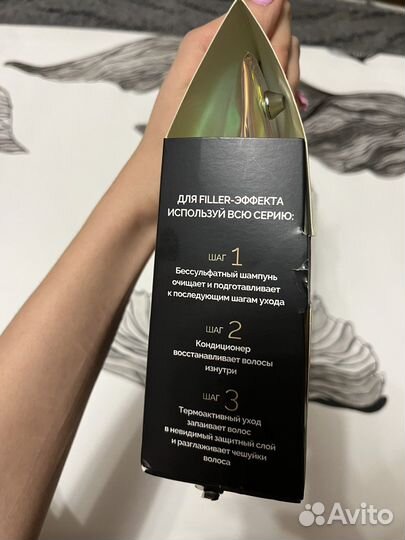 ДЛЯ FILLER-ЭФФЕКТА
ИСПОЛЬЗУЙ ВСЮ СЕРИЮ:
ШАГ 1
Бессульфатный шампунь
очищает и подготавливает
к последующим шагам ухода
ШАГ 2
Кондиционер
восстанавливает волосы
изнутри
ШАГ 3
Термоактивный уход
запаивает волос
в невидимый защитный слой
и разглаживает чешуйки
волоса
Avito